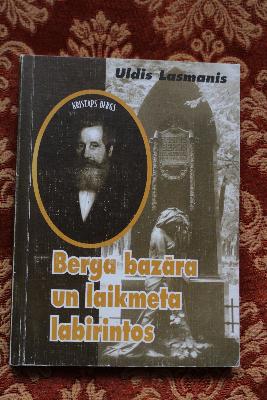 Uldis Lasmanis
KRISTAPS BERGS
Berga bazāra
un laikmeta
labirintos